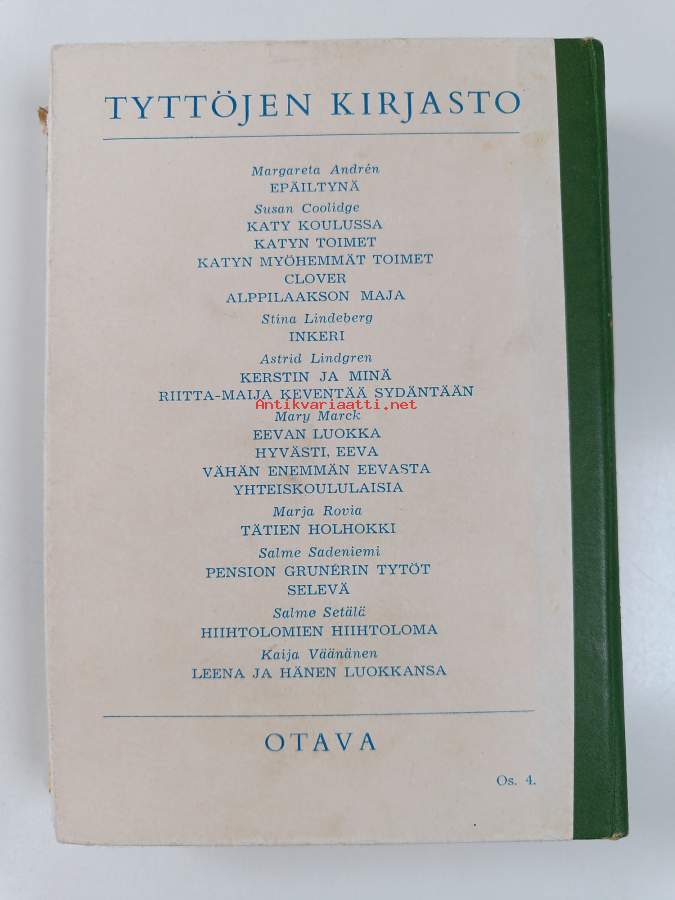 TYTTÖJEN KIRJASTO
Margareta Andrén
EPÄILTYNÄ
Susan Coolidge
KATY KOULUSSA
KATYN TOIMET
KATYN MYÖHEMMÄT TOIMET
CLOVER
ALPPILAAKSON MAJA
Stina Lindeberg
INKERI
Astrid Lindgren
KERSTIN JA MINÄ
RIITTA-MAIJA KEVENTÄÄ SYDÄNTÄÄN
Antikvariaatti.net
Mary Marck
EEVAN LUOKKA
HYVÄSTI, EEVA
VÄHÄN ENEMMÄN EEVASTA
YHTEISKOULULAISIA
Marja Rovia
TÄTIEN HOLHOKKI
Salme Sadeniemi
PENSION GRUNÉRIN TYTÖT
SELEVÄ
Salme Setälä
HIIHTOLOMIEN HIIHTOLOMA
Kaija Väänänen
LEENA JA HÄNEN LUOKKANSA
OTAVA
Os. 4.